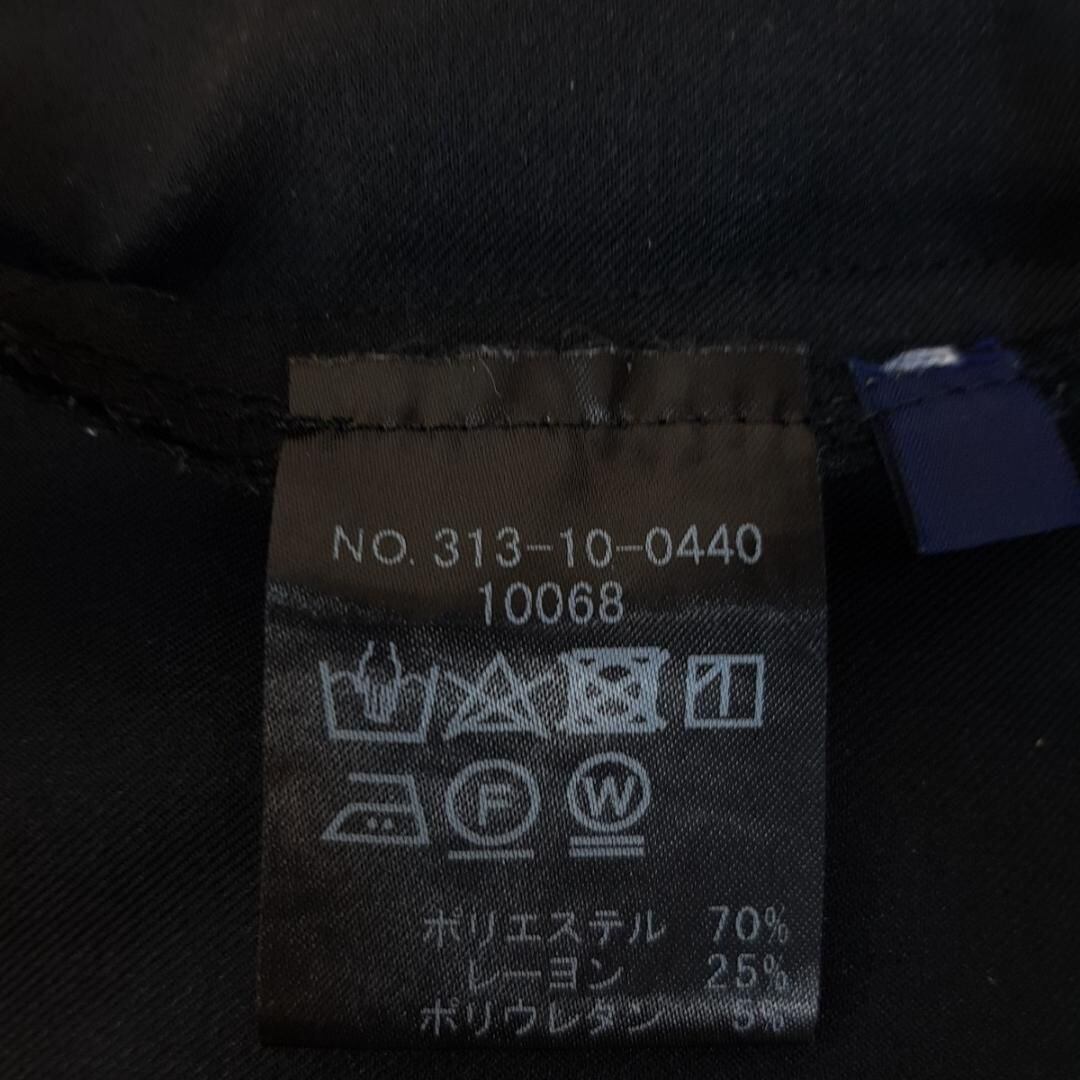 NO. 313-10-0440
10068
P W
ポリエステル 70%
レーヨン 25%
ポリウレタン 5%